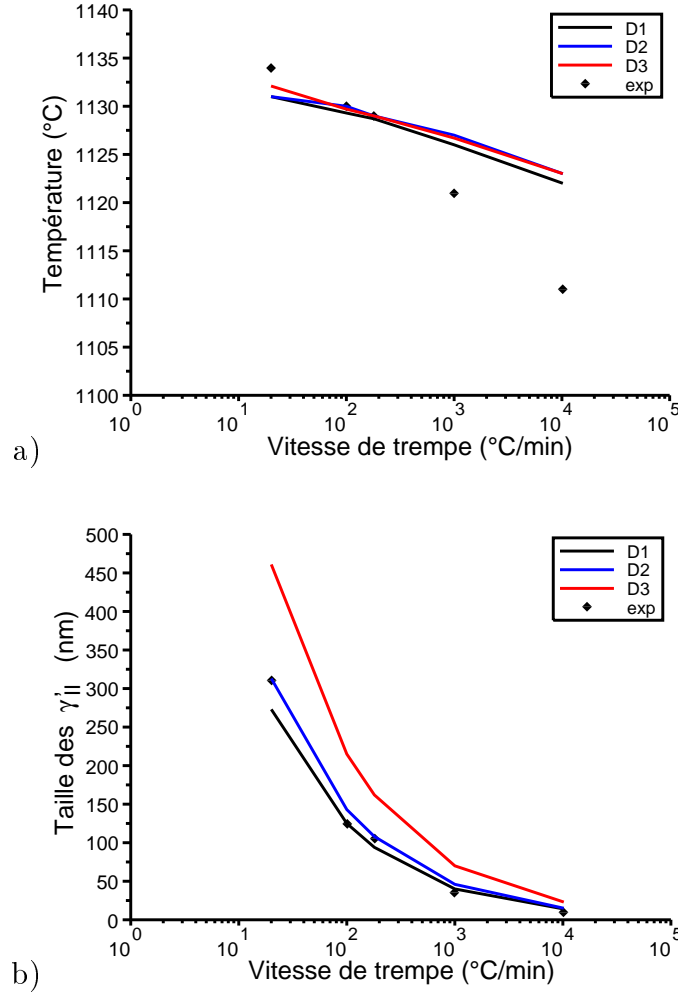 1140
1135
1130
1125
1120
1115
1110
1105
1100
Température (°C)
D1
D2
D3
exp
10^0
10^1
10^2
10^3
10^4
10^5
Vitesse de trempe (°C/min)
a)
500
450
400
350
300
250
200
150
100
50
0
Taille des γ'II (nm)
D1
D2
D3
exp
10^0
10^1
10^2
10^3
10^4
10^5
Vitesse de trempe (°C/min)
b)